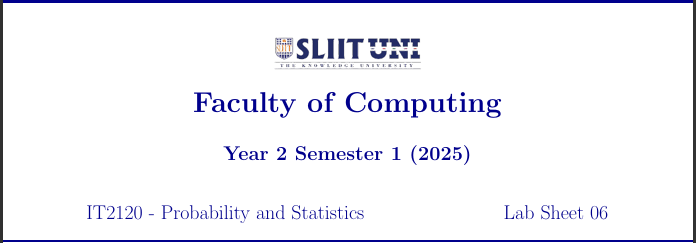 SLIIT UNI
THE KNOWLEDGE UNIVERSITY
Faculty of Computing
Year 2 Semester 1 (2025)
IT2120 - Probability and Statistics Lab Sheet 06